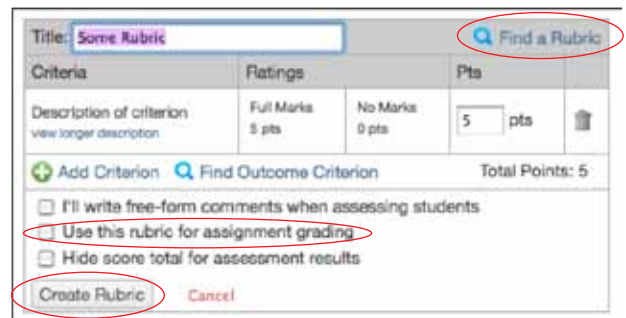 Title: Some Rubric Find a Rubric
Criteria Ratings Pts
Description of criterion
view longer description
Full Marks
5 pts
No Marks
0 pts
5 pts
Add Criterion Find Outcome Criterion Total Points: 5
I'll write free-form comments when assessing students
Use this rubric for assignment grading
Hide score total for assessment results
Create Rubric Cancel